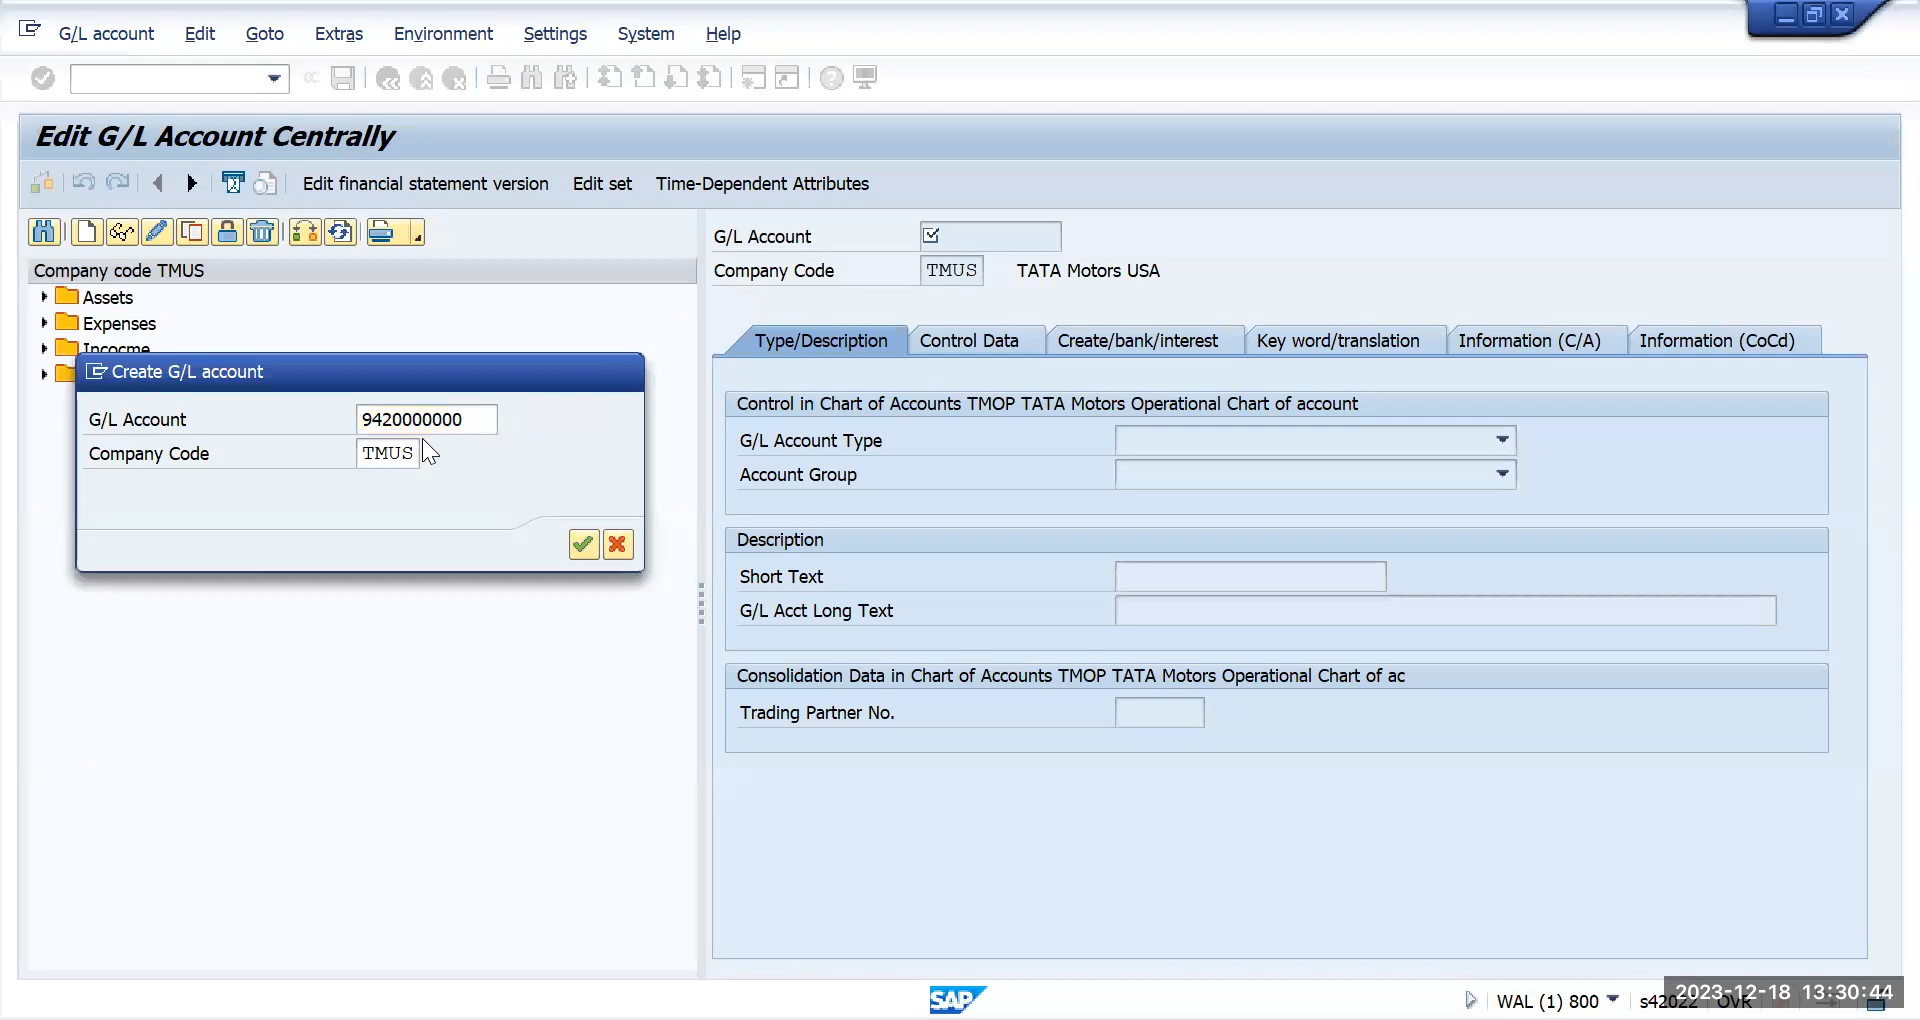 G/L account Edit Goto Extras Environment Settings System Help
Edit G/L Account Centrally
Edit financial statement version Edit set Time-Dependent Attributes
Company code TMUS
Assets
Expenses
Incocme
Create G/L account
G/L Account 9420000000
Company Code TMUS
G/L Account
Company Code TMUS TATA Motors USA
Type/Description Control Data Create/bank/interest Key word/translation Information (C/A) Information (CoCd)
Control in Chart of Accounts TMOP TATA Motors Operational Chart of account
G/L Account Type
Account Group
Description
Short Text
G/L Acct Long Text
Consolidation Data in Chart of Accounts TMOP TATA Motors Operational Chart of ac
Trading Partner No.
SAP
WAL (1) 800 s42022 OVR
2023-12-18 13:30:44